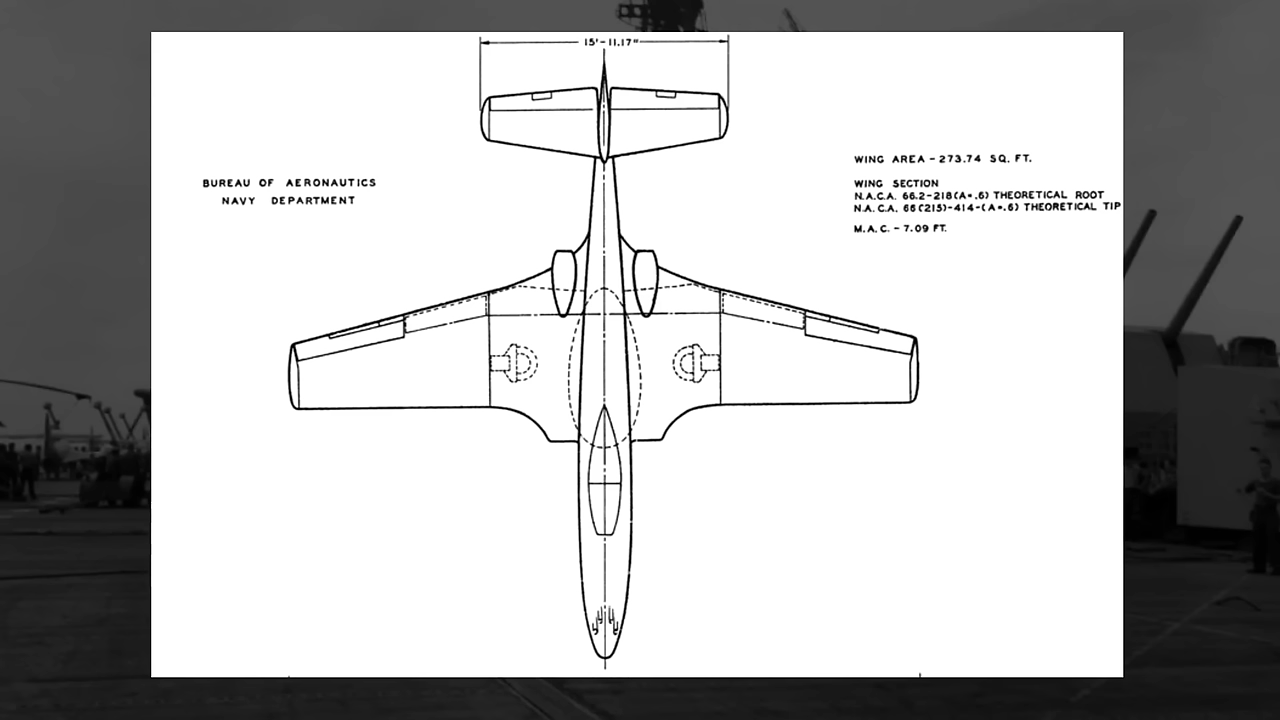 15'-11.17"
BUREAU OF AERONAUTICS
NAVY DEPARTMENT
WING AREA - 273.74 SQ. FT.
WING SECTION
N.A.C.A. 66.2-218(A=.6) THEORETICAL ROOT
N.A.C.A. 66(215)-414-(A=.6) THEORETICAL TIP
M.A.C. - 7.09 FT.